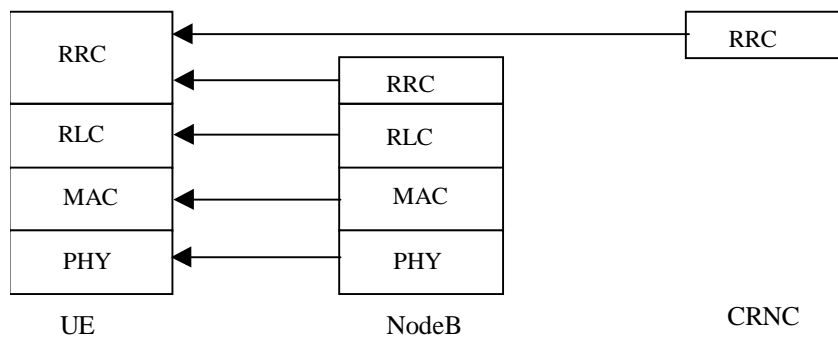 RRC
RRC
RRC
RLC
RLC
MAC
MAC
PHY
PHY
UE
NodeB
CRNC